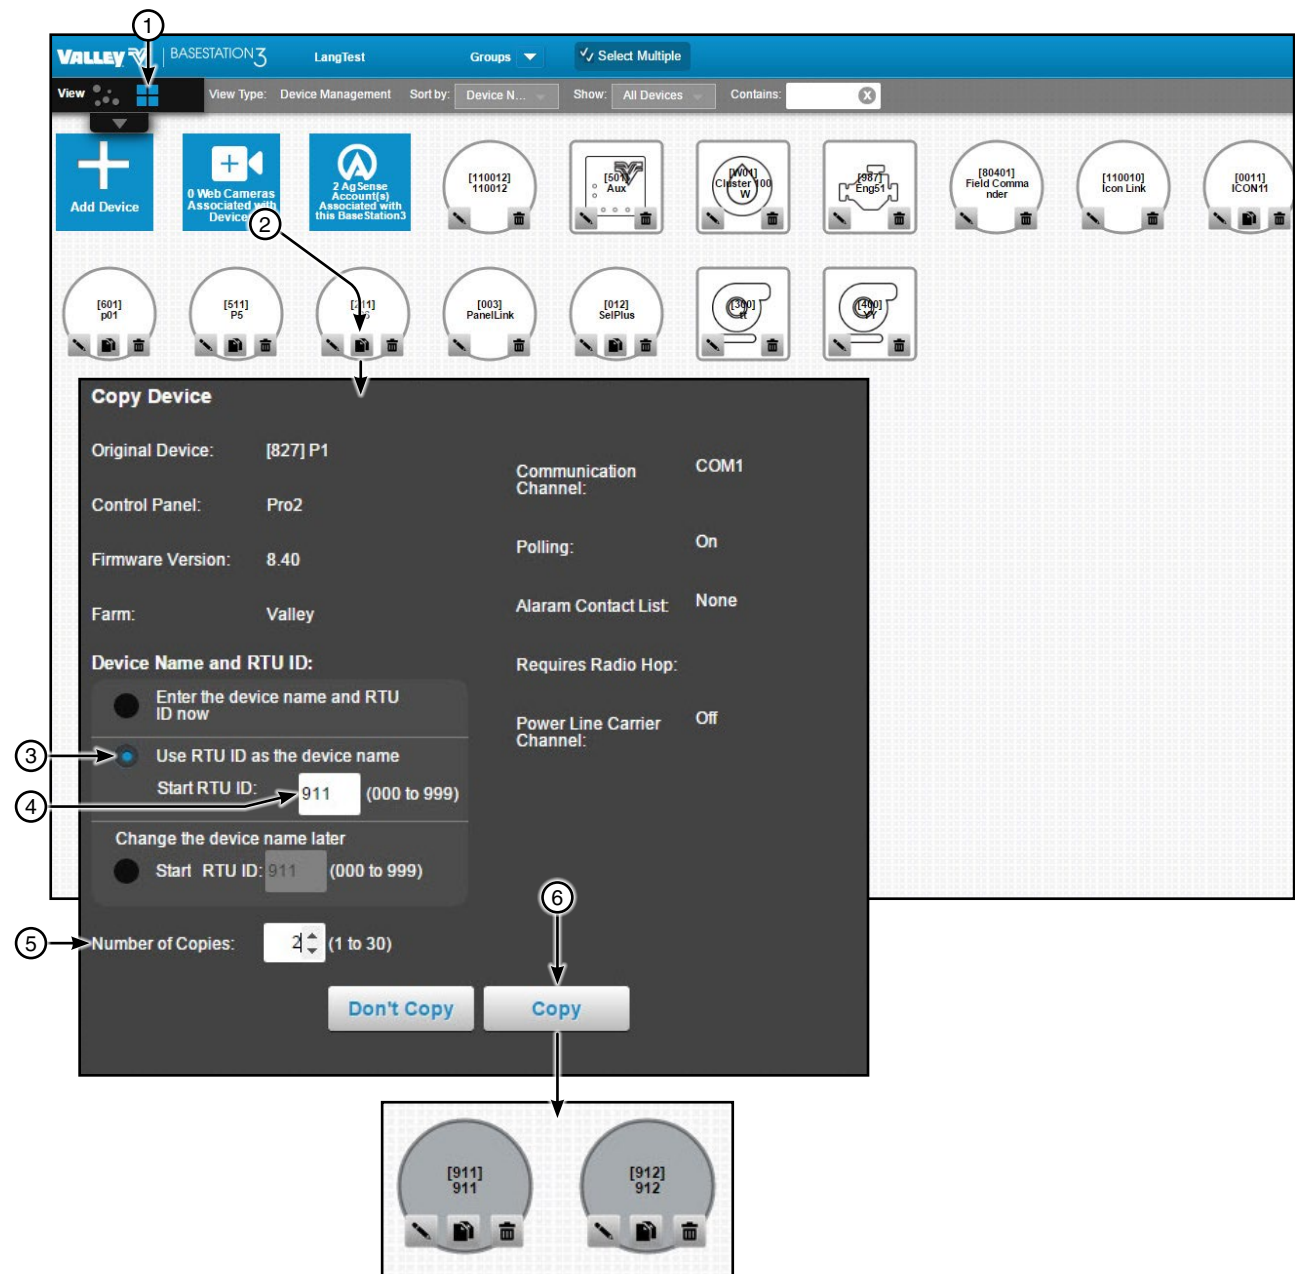 1
VALLEY | BASESTATION3 LangTest Groups Select Multiple
View View Type: Device Management Sort by: Device N... Show: All Devices Contains:
Add Device
0 Web Cameras
Associated with
Device
2 AgSense
Account(s)
Associated with
this BaseStation3
[110012]
110012
[501]
Aux
[W01]
Cluster 100
W
[987]
Eng51
[80401]
Field Comma
nder
[110010]
Icon Link
[0011]
ICON11
2
[601]
p01
[511]
P5
[211]
[003]
PanelLink
[012]
SelPlus
[300]
tt
[400]
YY
Copy Device
Original Device: [827] P1
Control Panel: Pro2
Firmware Version: 8.40
Farm: Valley
Communication
Channel:
COM1
Polling: On
Alaram Contact List: None
Requires Radio Hop:
Power Line Carrier
Channel:
Off
Device Name and RTU ID:
Enter the device name and RTU
ID now
3
Use RTU ID as the device name
4
Start RTU ID: 911 (000 to 999)
Change the device name later
Start RTU ID: 911 (000 to 999)
5
Number of Copies: 2 (1 to 30)
6
Don't Copy Copy
[911]
911
[912]
912